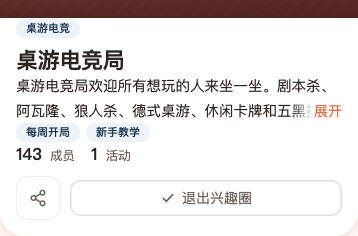 桌游电竞
桌游电竞局
桌游电竞局欢迎所有想玩的人来坐一坐。剧本杀、
阿瓦隆、狼人杀、德式桌游、休闲卡牌和五黑 展开
每周开局 新手教学
143 成员 1 活动
退出兴趣圈